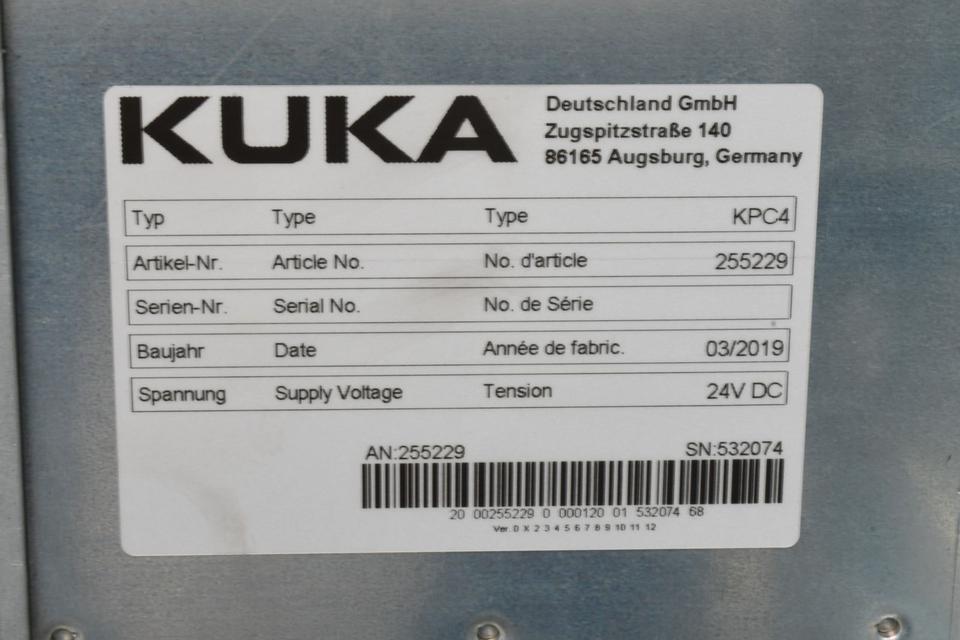 KUKA
Deutschland GmbH
Zugspitzstraße 140
86165 Augsburg, Germany
Typ Type Type KPC4
Artikel-Nr. Article No. No. d'article 255229
Serien-Nr. Serial No. No. de Série
Baujahr Date Année de fabric. 03/2019
Spannung Supply Voltage Tension 24V DC
AN:255229 SN:532074
20 00255229 0 000120 01 532074 68
Ver. 0 X 2 3 4 5 6 7 8 9 10 11 12